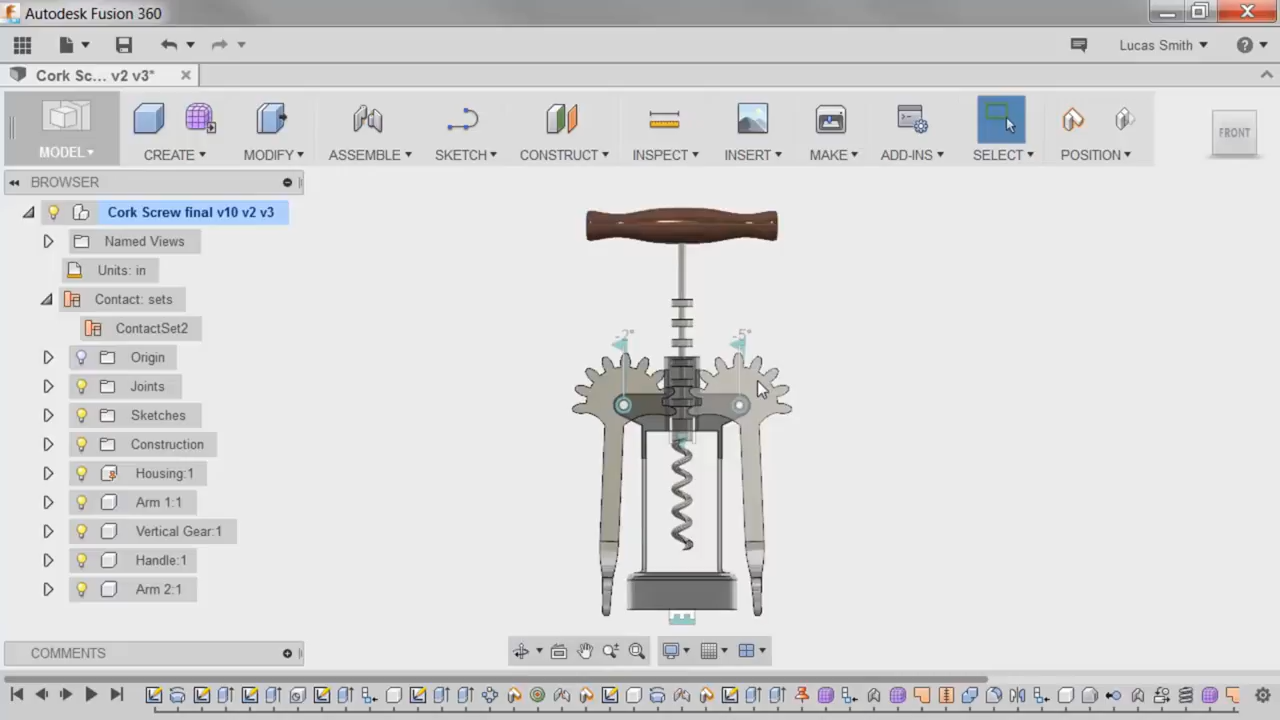 Autodesk Fusion 360
Lucas Smith
Cork Sc... v2 v3*
MODEL
CREATE
MODIFY
ASSEMBLE
SKETCH
CONSTRUCT
INSPECT
INSERT
MAKE
ADD-INS
SELECT
POSITION
FRONT
BROWSER
Cork Screw final v10 v2 v3
Named Views
Units: in
Contact: sets
ContactSet2
Origin
Joints
Sketches
Construction
Housing:1
Arm 1:1
Vertical Gear:1
Handle:1
Arm 2:1
-2°
-5°
COMMENTS